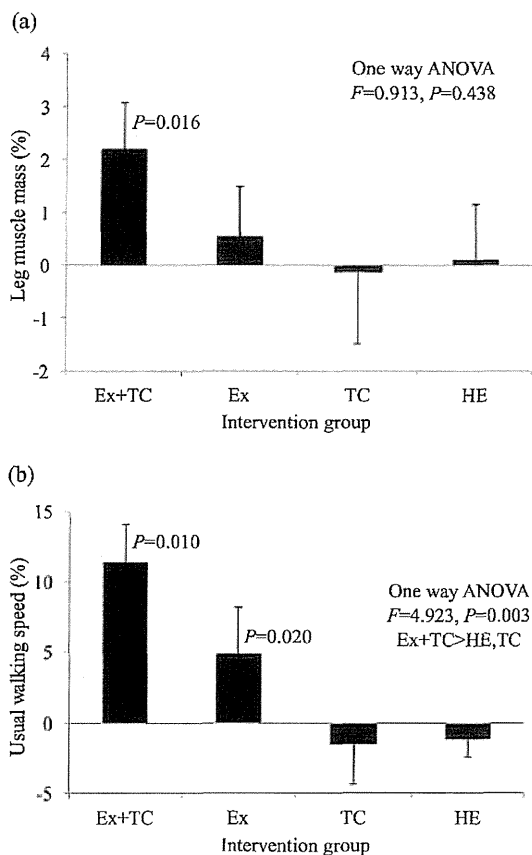 (a)
4
3
2
1
0
-1
-2
Leg muscle mass (%)
One way ANOVA
F=0.913, P=0.438
P=0.016
Ex+TC Ex TC HE
Intervention group
(b)
15
10
5
0
-5
Usual walking speed (%)
P=0.010
P=0.020
One way ANOVA
F=4.923, P=0.003
Ex+TC>HE,TC
Ex+TC Ex TC HE
Intervention group